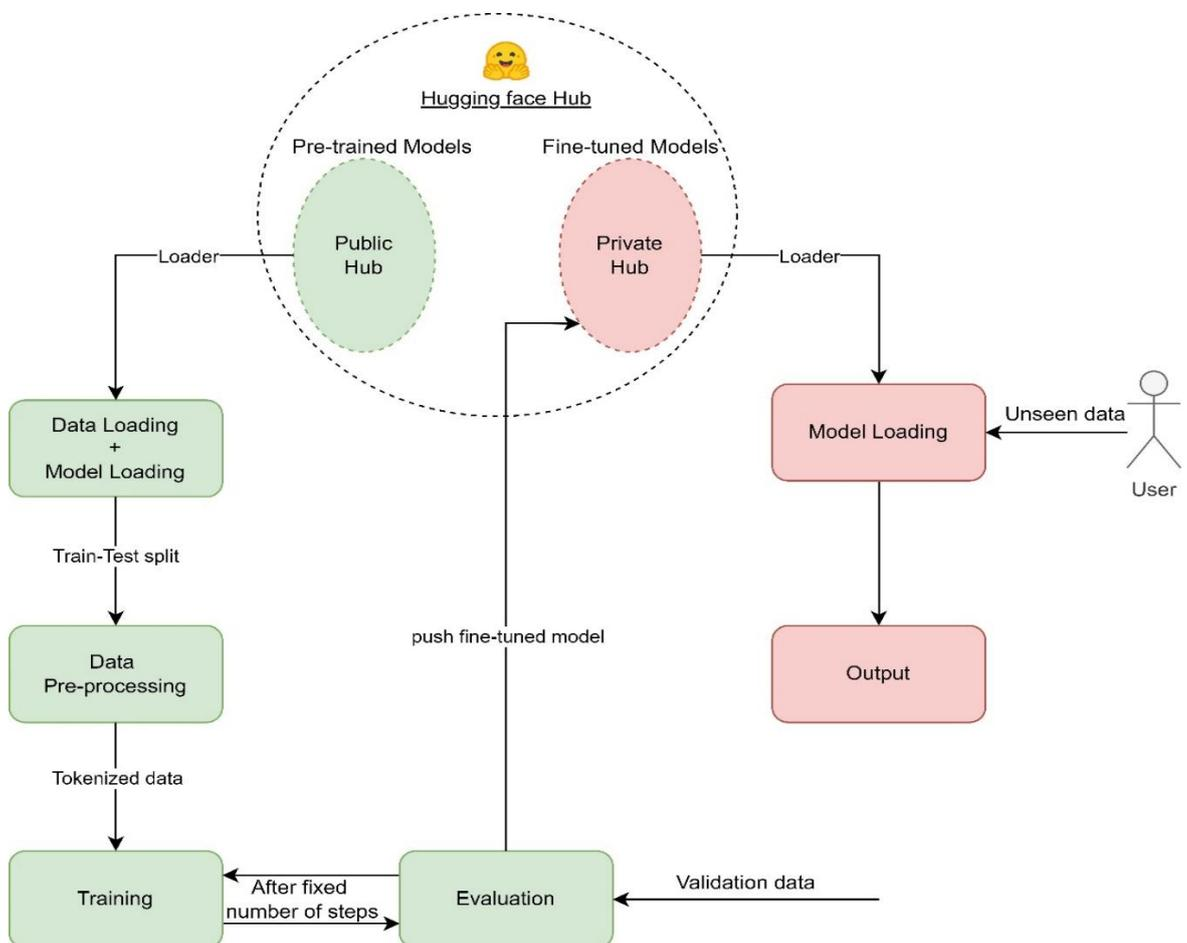 Hugging face Hub
Pre-trained Models
Fine-tuned Models
Public
Hub
Private
Hub
Loader
Loader
Data Loading
+
Model Loading
Model Loading
Unseen data
User
Train-Test split
push fine-tuned model
Data
Pre-processing
Output
Tokenized data
Training
After fixed
number of steps
Evaluation
Validation data